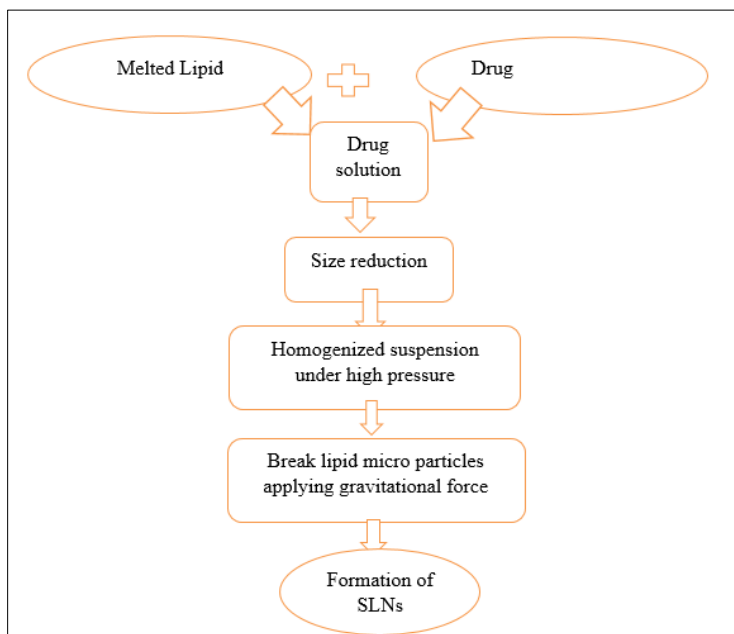 Melted Lipid
Drug
Drug
solution
Size reduction
Homogenized suspension
under high pressure
Break lipid micro particles
applying gravitational force
Formation of
SLNs